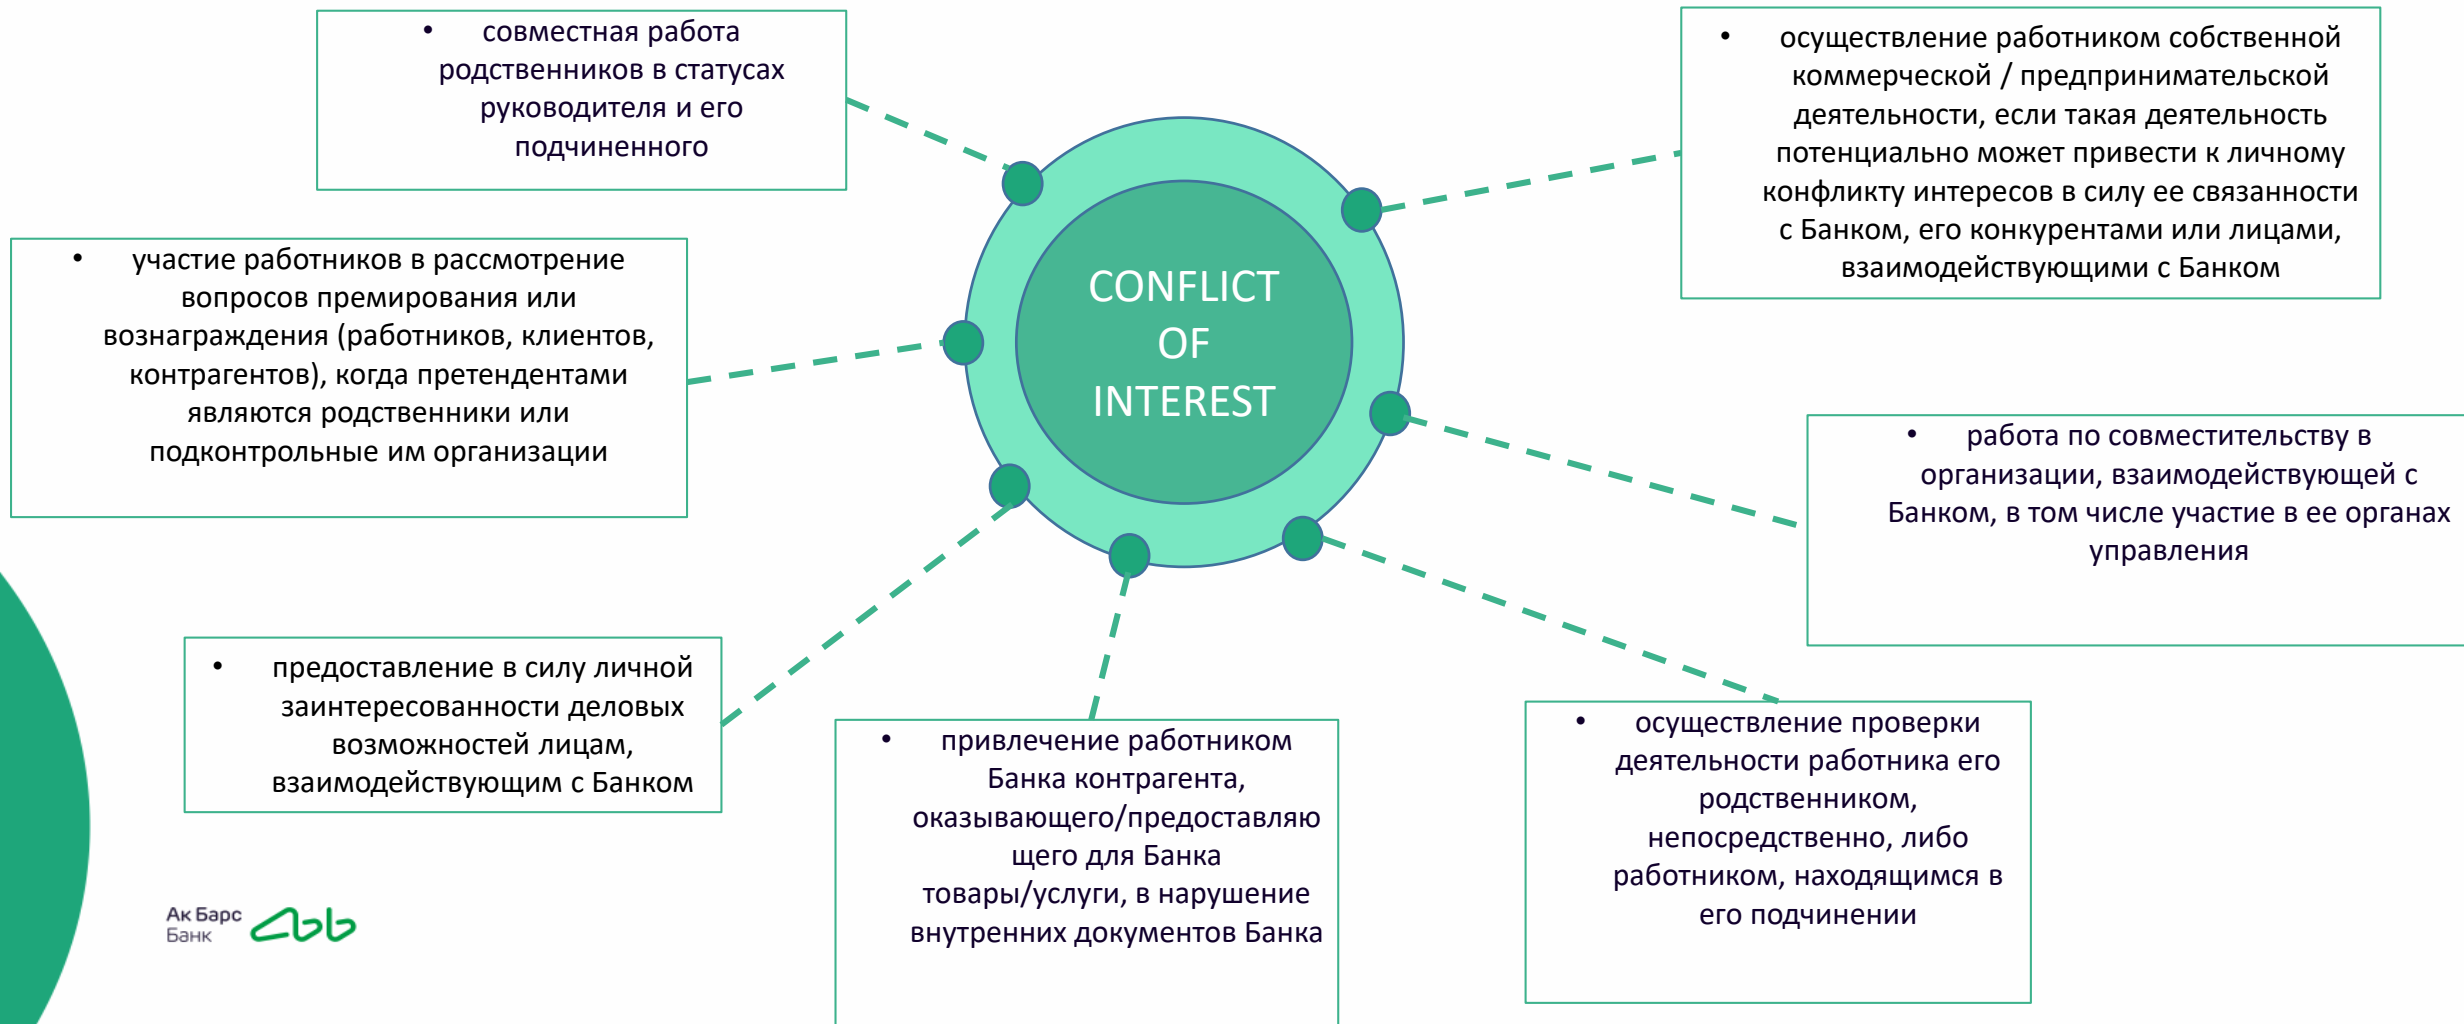 • совместная работа
родственников в статусах
руководителя и его
подчиненного
• осуществление работником собственной
коммерческой / предпринимательской
деятельности, если такая деятельность
потенциально может привести к личному
конфликту интересов в силу ее связанности
с Банком, его конкурентами или лицами,
взаимодействующими с Банком
• участие работников в рассмотрение
вопросов премирования или
вознаграждения (работников, клиентов,
контрагентов), когда претендентами
являются родственники или
подконтрольные им организации
CONFLICT
OF
INTEREST
• работа по совместительству в
организации, взаимодействующей с
Банком, в том числе участие в ее органах
управления
• предоставление в силу личной
заинтересованности деловых
возможностей лицам,
взаимодействующим с Банком
• привлечение работником
Банка контрагента,
оказывающего/предоставляю
щего для Банка
товары/услуги, в нарушение
внутренних документов Банка
• осуществление проверки
деятельности работника его
родственником,
непосредственно, либо
работником, находящимся в
его подчинении
Ак Барс
Банк